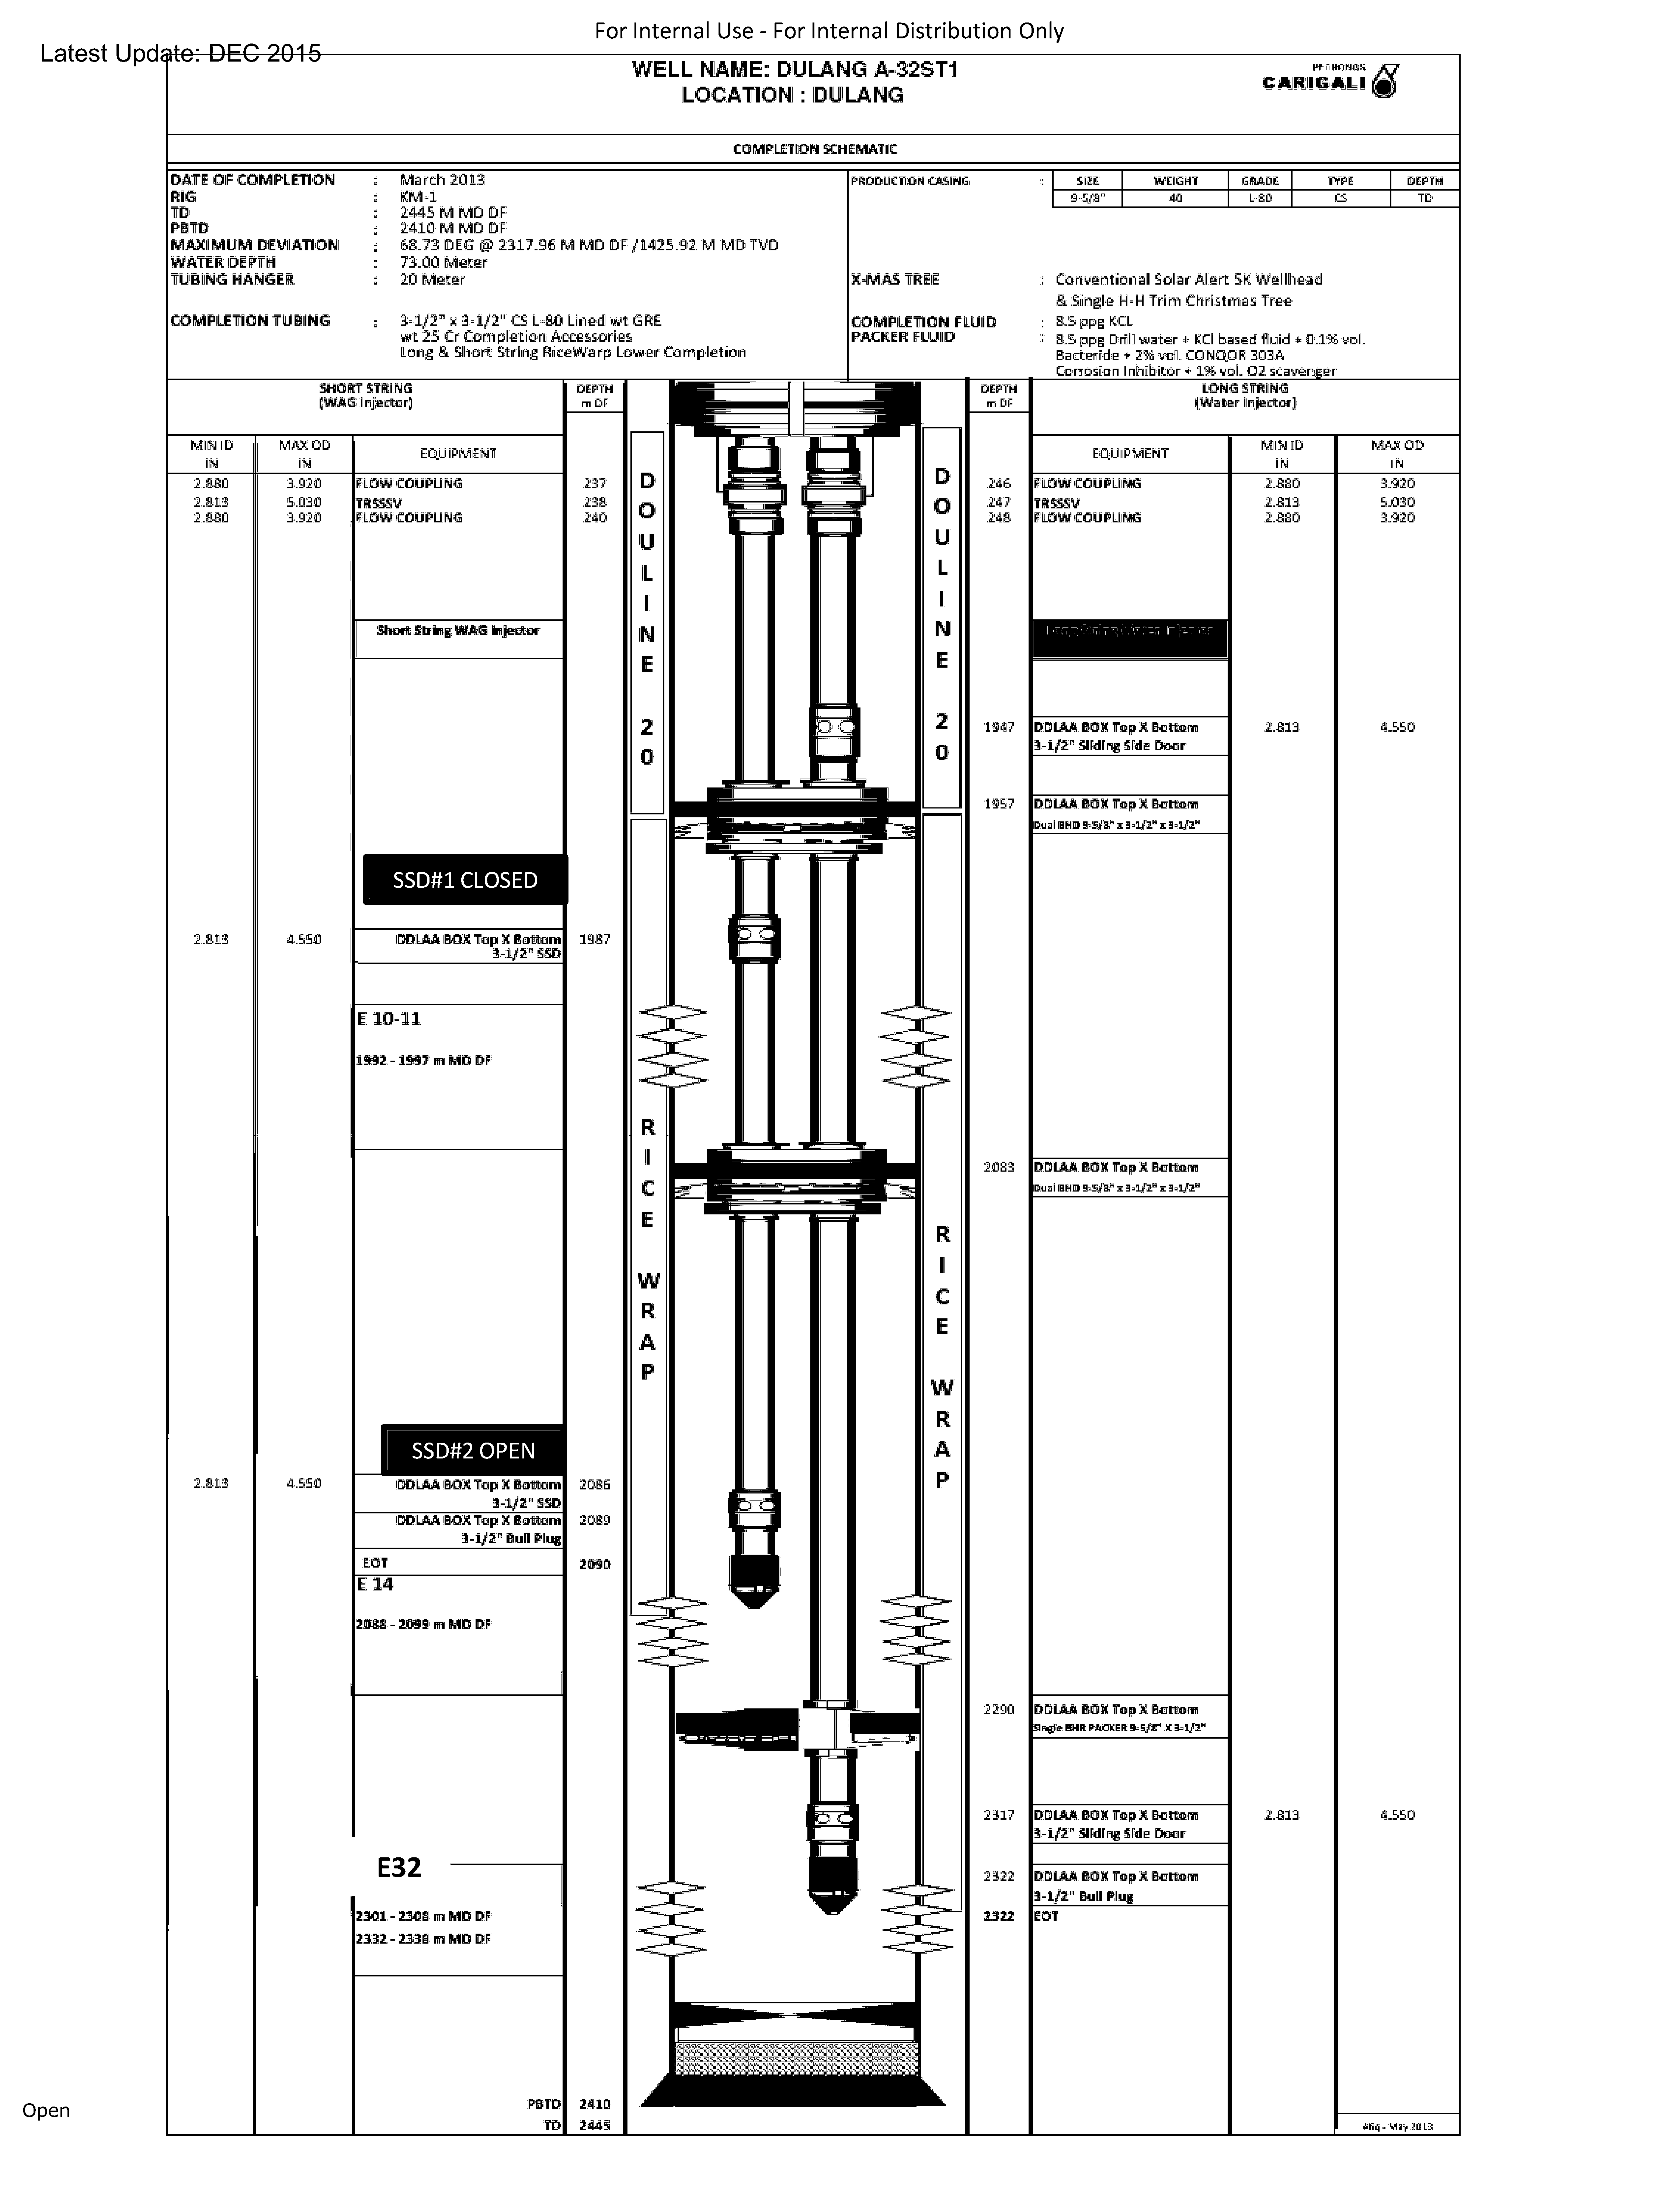 For Internal Use - For Internal Distribution Only
Latest Update: DEC 2015
WELL NAME: DULANG A-32ST1
LOCATION : DULANG
PETRONAS
CARIGALI
COMPLETION SCHEMATIC
DATE OF COMPLETION : March 2013
RIG : KM-1
TD : 2445 M MD DF
PBTD : 2410 M MD DF
MAXIMUM DEVIATION : 68.73 DEG @ 2317.96 M MD DF /1425.92 M MD TVD
WATER DEPTH : 73.00 Meter
TUBING HANGER : 20 Meter
COMPLETION TUBING : 3-1/2" x 3-1/2" CS L-80 Lined wt GRE
wt 25 Cr Completion Accessories
Long & Short String RiceWarp Lower Completion
PRODUCTION CASING : SIZE WEIGHT GRADE TYPE DEPTH
9-5/8" 40 L-80 CS TD
X-MAS TREE : Conventional Solar Alert 5K Wellhead
& Single H-H Trim Christmas Tree
COMPLETION FLUID : 8.5 ppg KCL
PACKER FLUID : 8.5 ppg Drill water + KCl based fluid + 0.1% vol.
Bactericide + 2% vol. CONQOR 303A
Corrosion Inhibitor + 1% vol. O2 scavenger
SHORT STRING
(WAG Injector)
DEPTH
m DF
DEPTH
m DF
LONG STRING
(Water Injector)
MIN ID
IN
MAX OD
IN
EQUIPMENT
EQUIPMENT
MIN ID
IN
MAX OD
IN
2.880 3.920 FLOW COUPLING 237
2.813 5.030 TRSSSV 238
2.880 3.920 FLOW COUPLING 240
246 FLOW COUPLING 2.880 3.920
247 TRSSSV 2.813 5.030
248 FLOW COUPLING 2.880 3.920
DOULINE 20
DOULINE 20
Short String WAG Injector
Long String Water Injector
1947 DDLAA BOX Top X Bottom 2.813 4.550
3-1/2" Sliding Side Door
1957 DDLAA BOX Top X Bottom
Dual BHD 9-5/8" x 3-1/2" x 3-1/2"
SSD#1 CLOSED
2.813 4.550 DDLAA BOX Top X Bottom 1987
3-1/2" SSD
E 10-11
1992 - 1997 m MD DF
RICE WRAP
RICE WRAP
2083 DDLAA BOX Top X Bottom
Dual BHD 9-5/8" x 3-1/2" x 3-1/2"
SSD#2 OPEN
2.813 4.550 DDLAA BOX Top X Bottom 2086
3-1/2" SSD
DDLAA BOX Top X Bottom 2089
3-1/2" Bull Plug
EOT 2090
E 14
2088 - 2099 m MD DF
2290 DDLAA BOX Top X Bottom
Single BHR PACKER 9-5/8" X 3-1/2"
2317 DDLAA BOX Top X Bottom 2.813 4.550
3-1/2" Sliding Side Door
2322 DDLAA BOX Top X Bottom
3-1/2" Bull Plug
2322 EOT
E32
2301 - 2308 m MD DF
2332 - 2338 m MD DF
PBTD 2410
TD 2445
Afiq - May 2013
Open